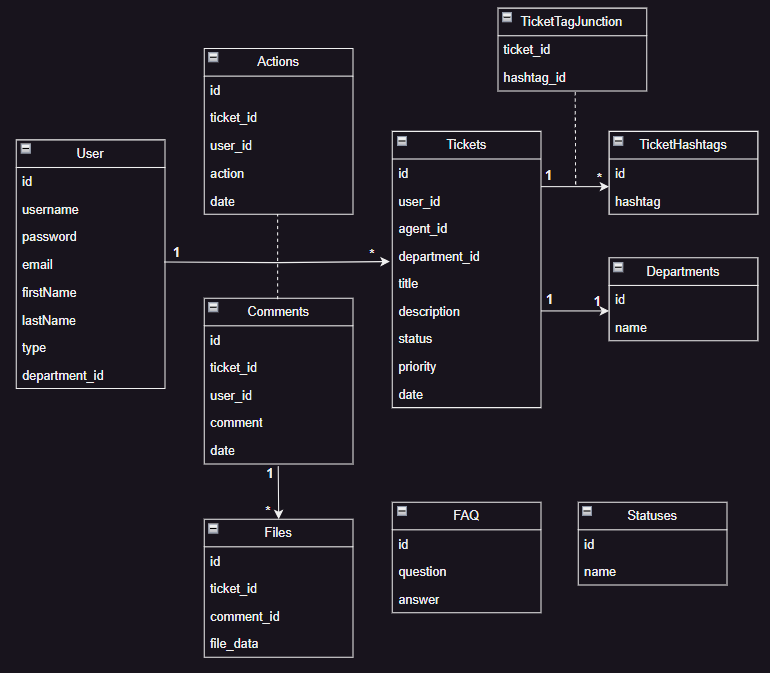 TicketTagJunction
ticket_id
hashtag_id
Actions
id
ticket_id
user_id
action
date
User
id
username
password
email
firstName
lastName
type
department_id
1
*
Tickets
id
user_id
agent_id
department_id
title
description
status
priority
date
1
*
TicketHashtags
id
hashtag
1
1
Departments
id
name
Comments
id
ticket_id
user_id
comment
date
1
*
Files
id
ticket_id
comment_id
file_data
FAQ
id
question
answer
Statuses
id
name